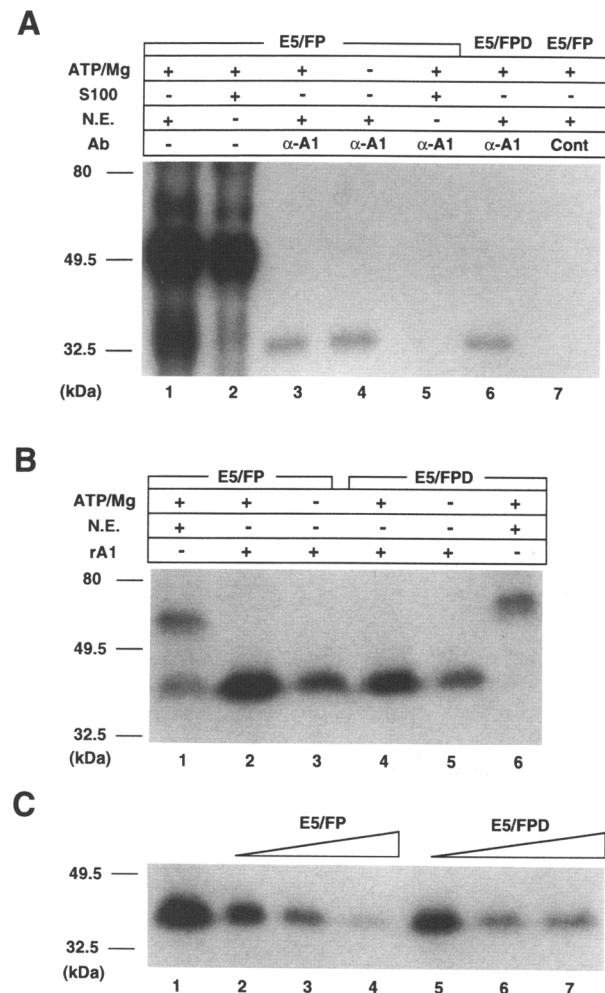 A
E5/FP E5/FPD E5/FP
ATP/Mg + + + - + + +
S100 - + - - + - -
N.E. + - + + - + +
Ab - - α-A1 α-A1 α-A1 α-A1 Cont
80
49.5
32.5
(kDa) 1 2 3 4 5 6 7
B
E5/FP E5/FPD
ATP/Mg + + - + - +
N.E. + - - - - +
rA1 - + + + + -
80
49.5
32.5
(kDa) 1 2 3 4 5 6
C
E5/FP E5/FPD
49.5
32.5
(kDa) 1 2 3 4 5 6 7